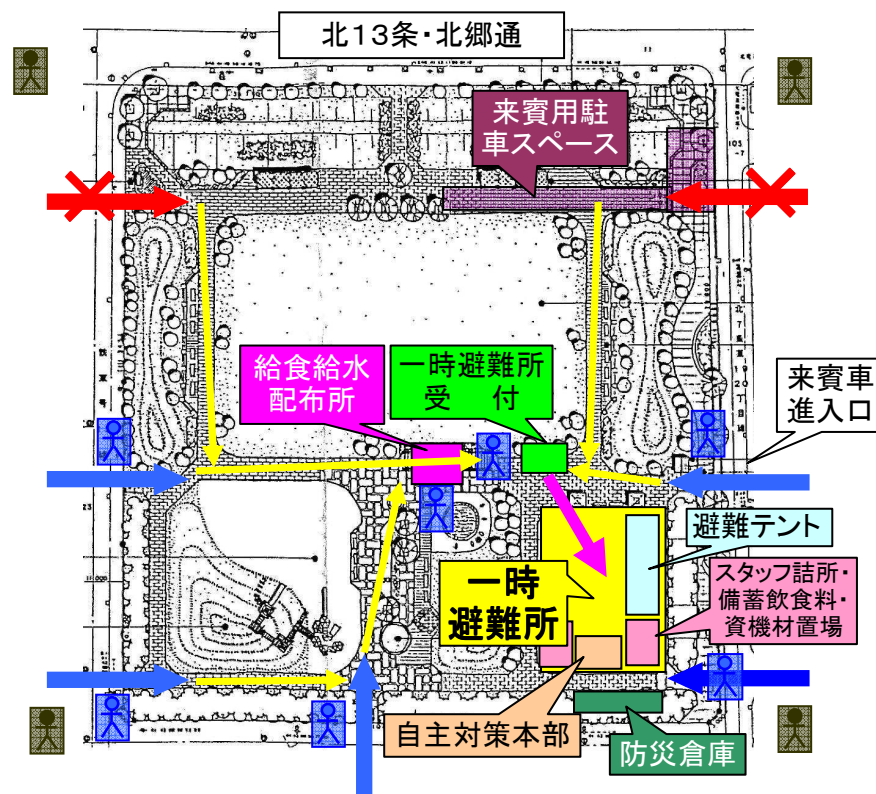 北13条・北郷通
来賓用駐
車スペース
給食給水
配布所
一時避難所
受　付
来賓車
進入口
避難テント
一時
避難所
スタッフ詰所・
備蓄飲食料・
資機材置場
自主対策本部
防災倉庫